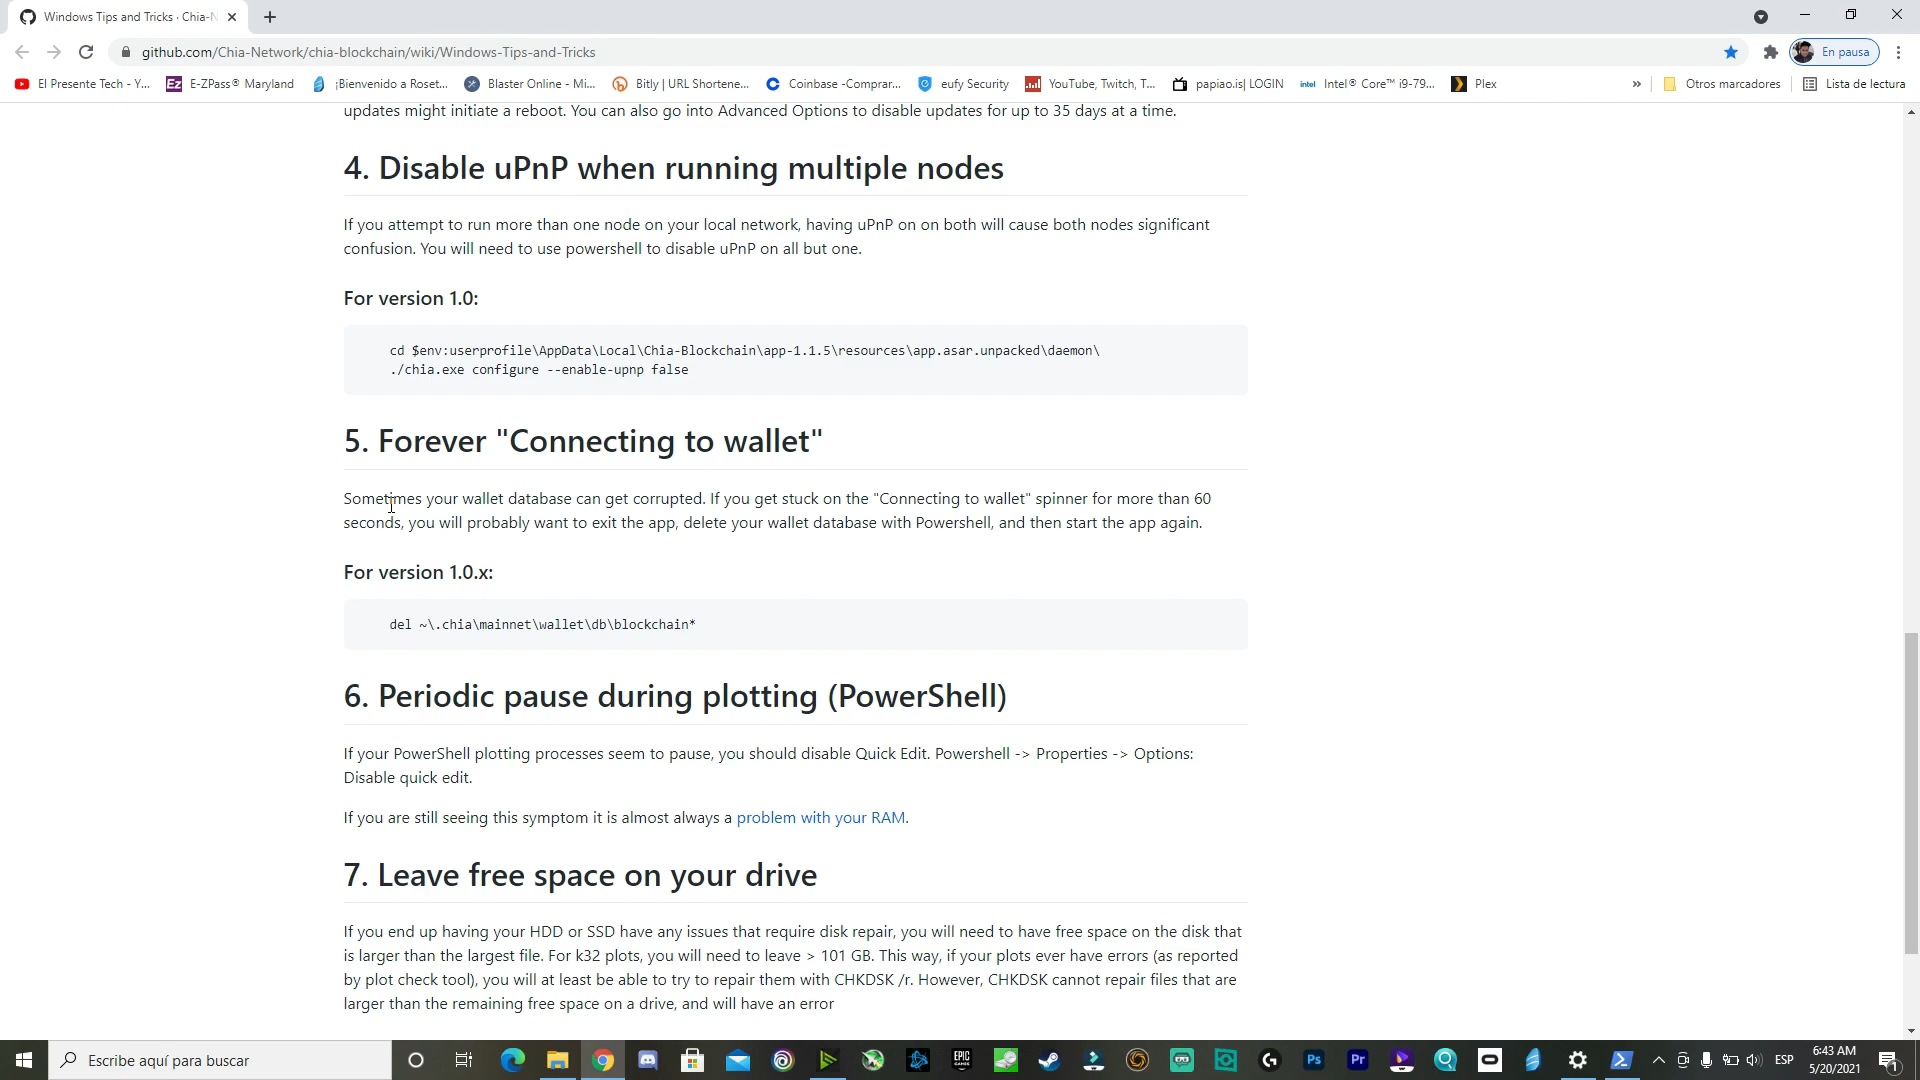 Windows Tips and Tricks · Chia-N
github.com/Chia-Network/chia-blockchain/wiki/Windows-Tips-and-Tricks
En pausa
El Presente Tech - Y...
E-ZPass® Maryland
¡Bienvenido a Roset...
Blaster Online - Mi...
Bitly | URL Shortene...
Coinbase -Comprar...
eufy Security
YouTube, Twitch, T...
papiao.is| LOGIN
Intel® Core™ i9-79...
Plex
»
Otros marcadores
Lista de lectura
updates might initiate a reboot. You can also go into Advanced Options to disable updates for up to 35 days at a time.
4. Disable uPnP when running multiple nodes
If you attempt to run more than one node on your local network, having uPnP on on both will cause both nodes significant
confusion. You will need to use powershell to disable uPnP on all but one.
For version 1.0:
cd $env:userprofile\AppData\Local\Chia-Blockchain\app-1.1.5\resources\app.asar.unpacked\daemon\
./chia.exe configure --enable-upnp false
5. Forever "Connecting to wallet"
Sometimes your wallet database can get corrupted. If you get stuck on the "Connecting to wallet" spinner for more than 60
seconds, you will probably want to exit the app, delete your wallet database with Powershell, and then start the app again.
For version 1.0.x:
del ~\.chia\mainnet\wallet\db\blockchain*
6. Periodic pause during plotting (PowerShell)
If your PowerShell plotting processes seem to pause, you should disable Quick Edit. Powershell -> Properties -> Options:
Disable quick edit.
If you are still seeing this symptom it is almost always a problem with your RAM.
7. Leave free space on your drive
If you end up having your HDD or SSD have any issues that require disk repair, you will need to have free space on the disk that
is larger than the largest file. For k32 plots, you will need to leave > 101 GB. This way, if your plots ever have errors (as reported
by plot check tool), you will at least be able to try to repair them with CHKDSK /r. However, CHKDSK cannot repair files that are
larger than the remaining free space on a drive, and will have an error
Escribe aquí para buscar
EPIC
GAMES
Ps
Pr
ESP
6:43 AM
5/20/2021
1